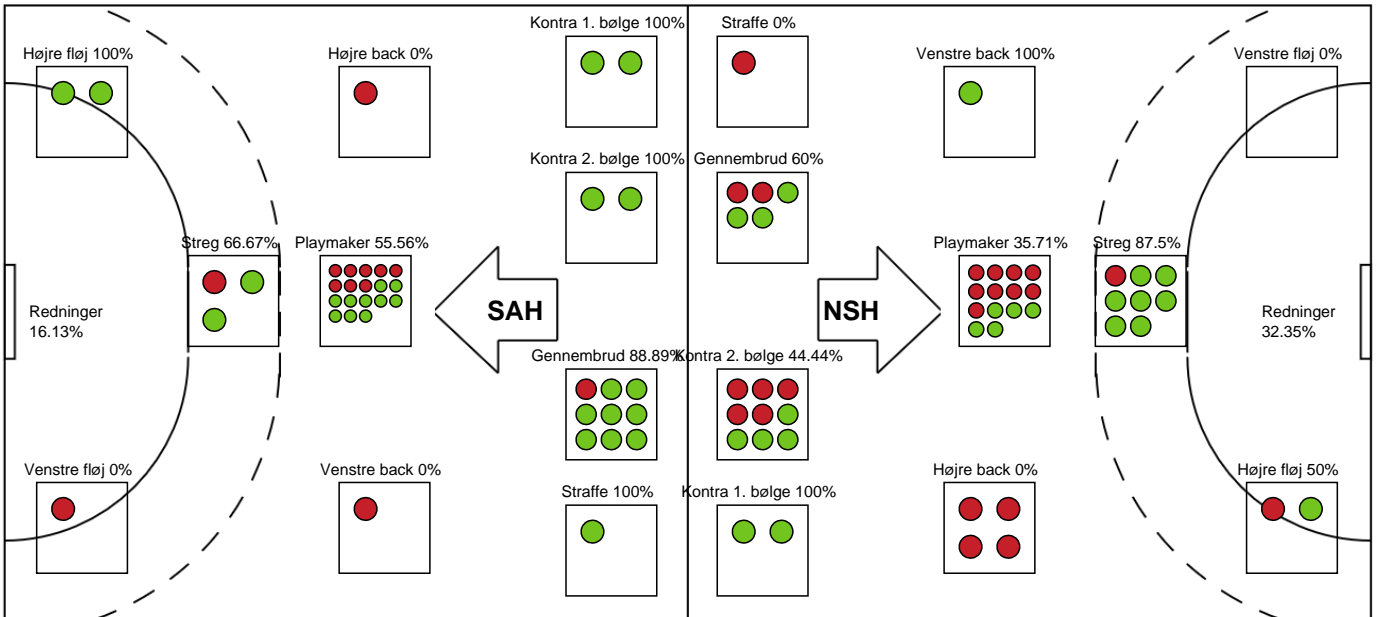 Kontra 1. bølge 100%
Straffe 0%
Højre fløj 100%
Højre back 0%
Venstre back 100%
Venstre fløj 0%
Kontra 2. bølge 100%
Gennembrud 60%
Streg 66.67%
Playmaker 55.56%
Playmaker 35.71%
Streg 87.5%
Redninger
16.13%
SAH
NSH
Redninger
32.35%
Gennembrud 88.89%
Kontra 2. bølge 44.44%
Venstre fløj 0%
Venstre back 0%
Straffe 100%
Kontra 1. bølge 100%
Højre back 0%
Højre fløj 50%